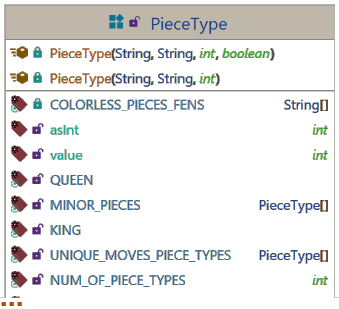 PieceType
PieceType(String, String, int, boolean)
PieceType(String, String, int)
COLORLESS_PIECES_FENS String[]
asInt int
value int
QUEEN
MINOR_PIECES PieceType[]
KING
UNIQUE_MOVES_PIECE_TYPES PieceType[]
NUM_OF_PIECE_TYPES int